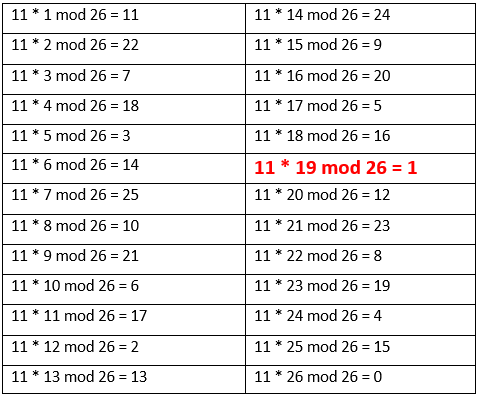 11 * 1 mod 26 = 11
11 * 14 mod 26 = 24
11 * 2 mod 26 = 22
11 * 15 mod 26 = 9
11 * 3 mod 26 = 7
11 * 16 mod 26 = 20
11 * 4 mod 26 = 18
11 * 17 mod 26 = 5
11 * 5 mod 26 = 3
11 * 18 mod 26 = 16
11 * 6 mod 26 = 14
11 * 19 mod 26 = 1
11 * 7 mod 26 = 25
11 * 20 mod 26 = 12
11 * 8 mod 26 = 10
11 * 21 mod 26 = 23
11 * 9 mod 26 = 21
11 * 22 mod 26 = 8
11 * 10 mod 26 = 6
11 * 23 mod 26 = 19
11 * 11 mod 26 = 17
11 * 24 mod 26 = 4
11 * 12 mod 26 = 2
11 * 25 mod 26 = 15
11 * 13 mod 26 = 13
11 * 26 mod 26 = 0